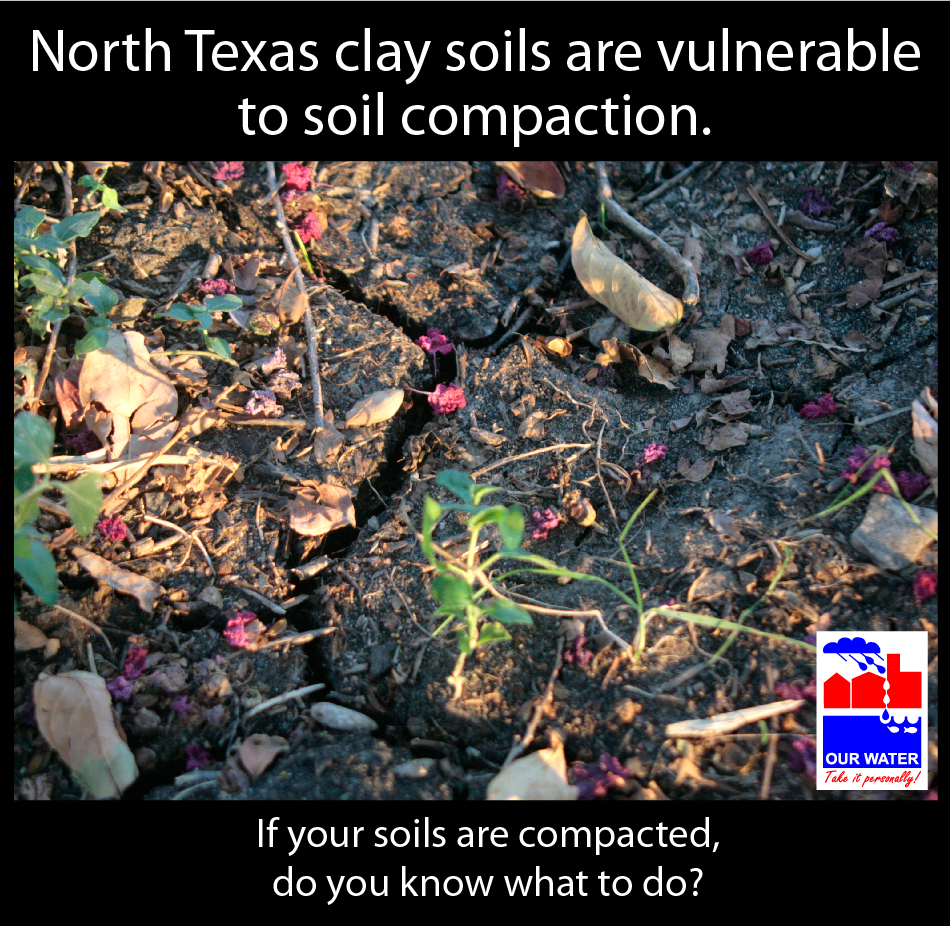 North Texas clay soils are vulnerable
to soil compaction.
OUR WATER
Take it personally!
If your soils are compacted,
do you know what to do?